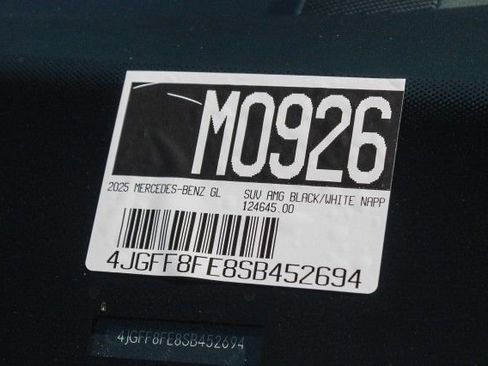 M0926
2025 MERCEDES-BENZ GL SUV AMG BLACK/WHITE NAPP
124645.00
4JGFF8FE8SB452694
4JGFF8FE8SB452694